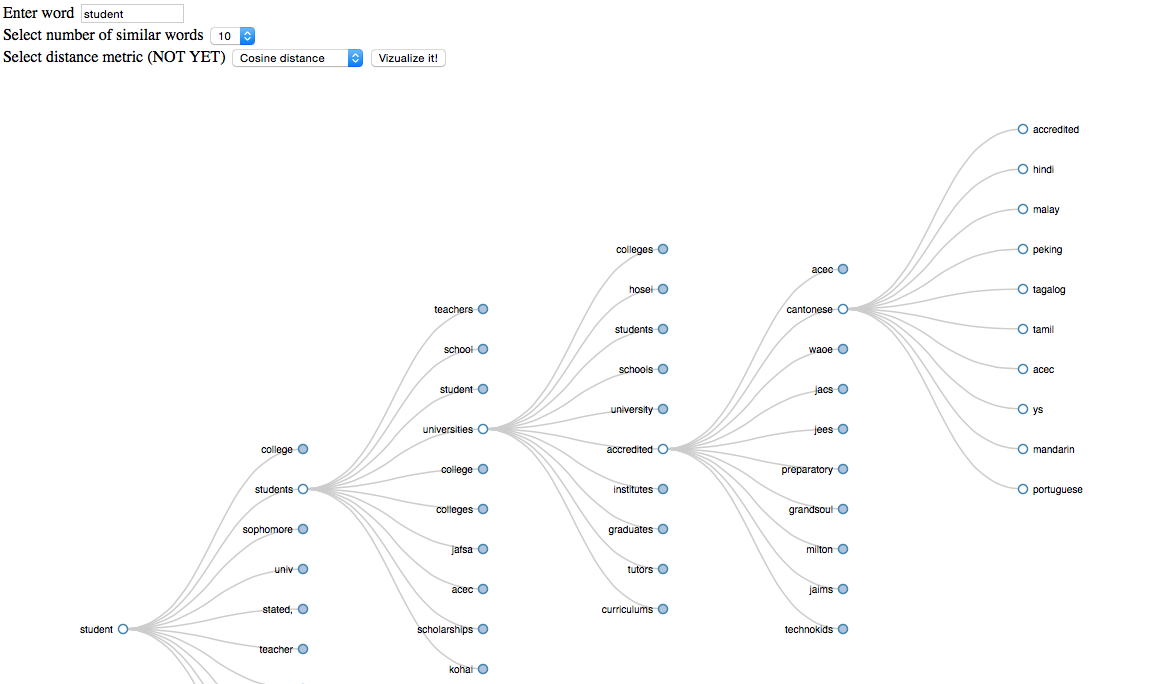 Enter word student
Select number of similar words 10
Select distance metric (NOT YET) Cosine distance Vizualize it!
accredited
hindi
malay
colleges
peking
acec
hosei
tagalog
teachers
cantonese
students
tamil
school
waoe
schools
acec
student
jacs
university
ys
universities
jees
college
accredited
mandarin
college
preparatory
students
institutes
portuguese
colleges
grandsoul
sophomore
graduates
jafsa
milton
univ
tutors
acec
jaims
stated,
curriculums
student
scholarships
technokids
teacher
kohai